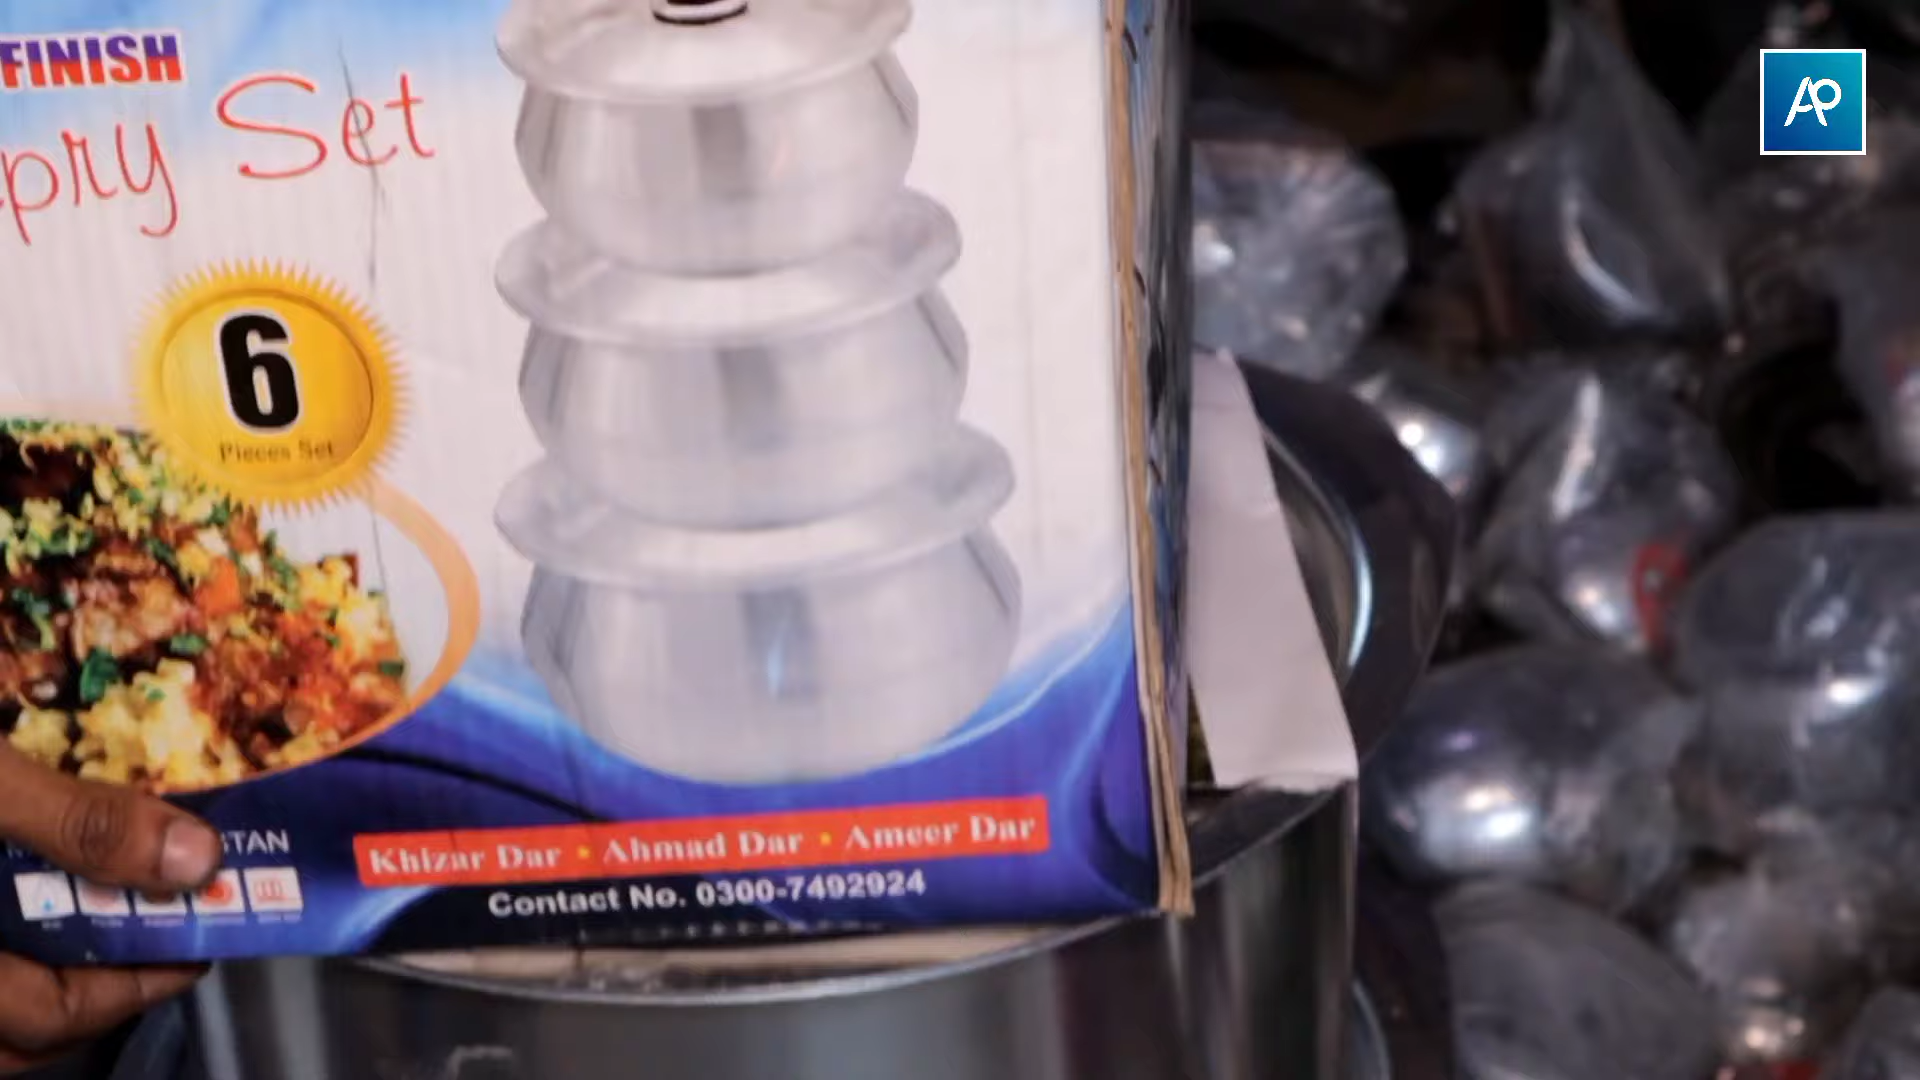 FINISH
pry Set
6
Pieces Set
STAN
Khizar Dar • Ahmad Dar • Ameer Dar
Contact No. 0300-7492924
AP